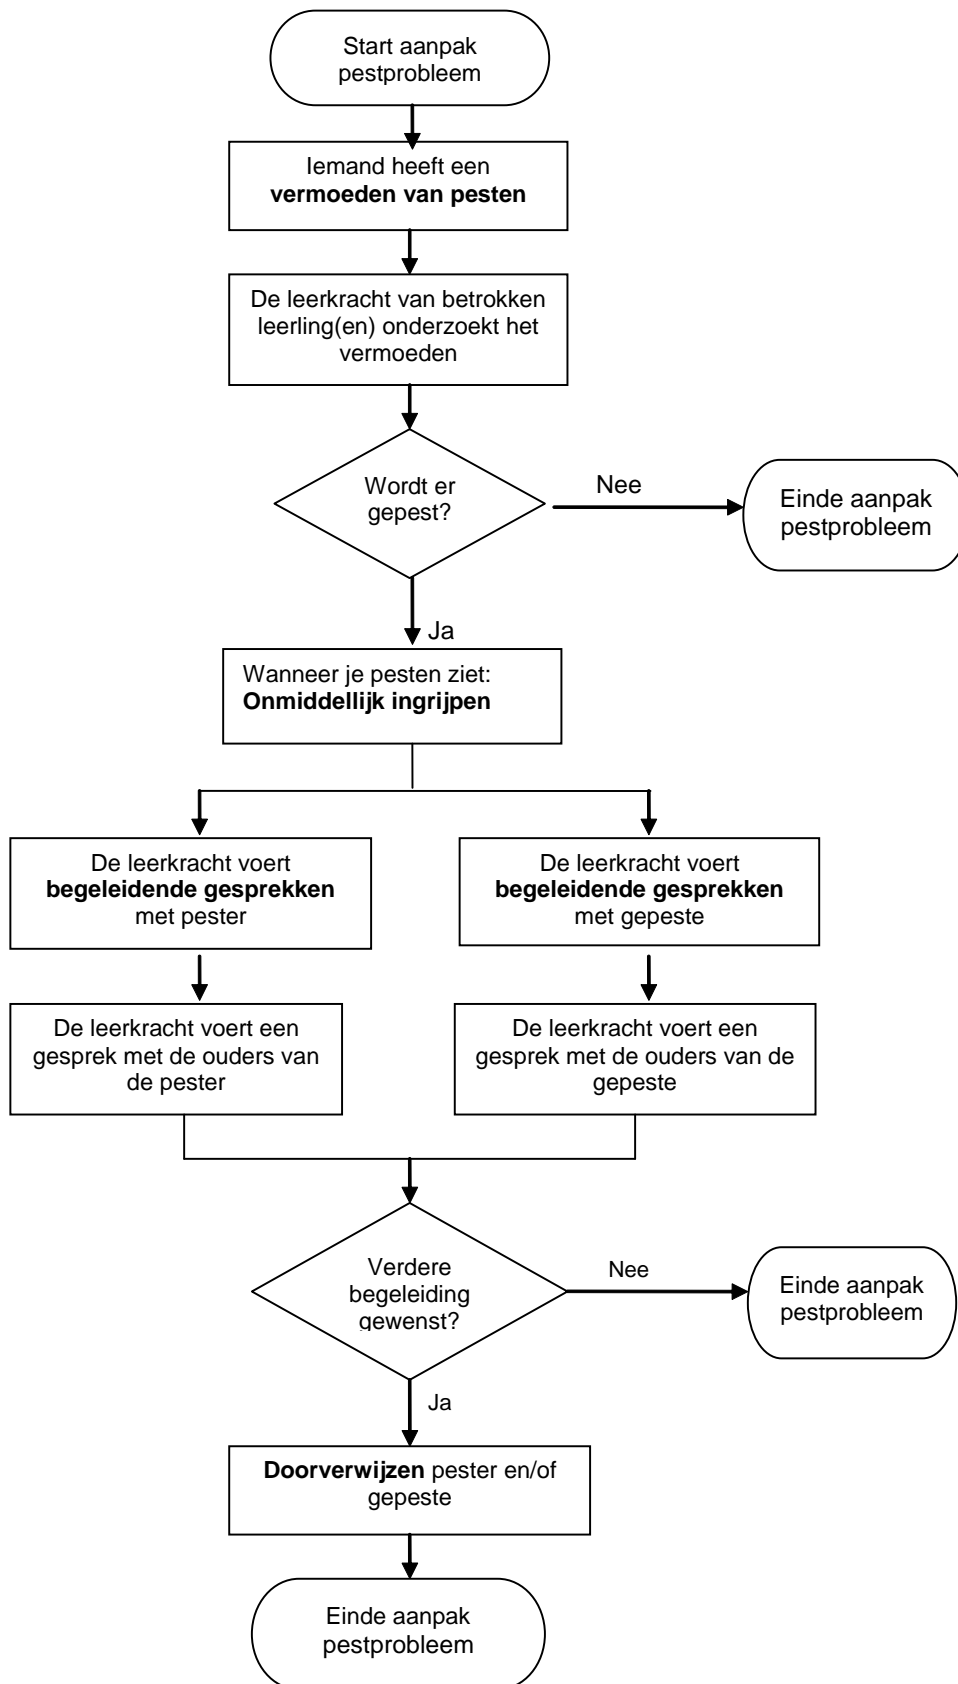 Start aanpak
pestprobleem
Iemand heeft een
vermoeden van pesten
De leerkracht van betrokken
leerling(en) onderzoekt het
vermoeden
Wordt er
gepest?
Nee
Einde aanpak
pestprobleem
Ja
Wanneer je pesten ziet:
Onmiddellijk ingrijpen
De leerkracht voert
begeleidende gesprekken
met pester
De leerkracht voert
begeleidende gesprekken
met gepeste
De leerkracht voert een
gesprek met de ouders van
de pester
De leerkracht voert een
gesprek met de ouders van de
gepeste
Verdere
begeleiding
gewenst?
Nee
Einde aanpak
pestprobleem
Ja
Doorverwijzen pester en/of
gepeste
Einde aanpak
pestprobleem